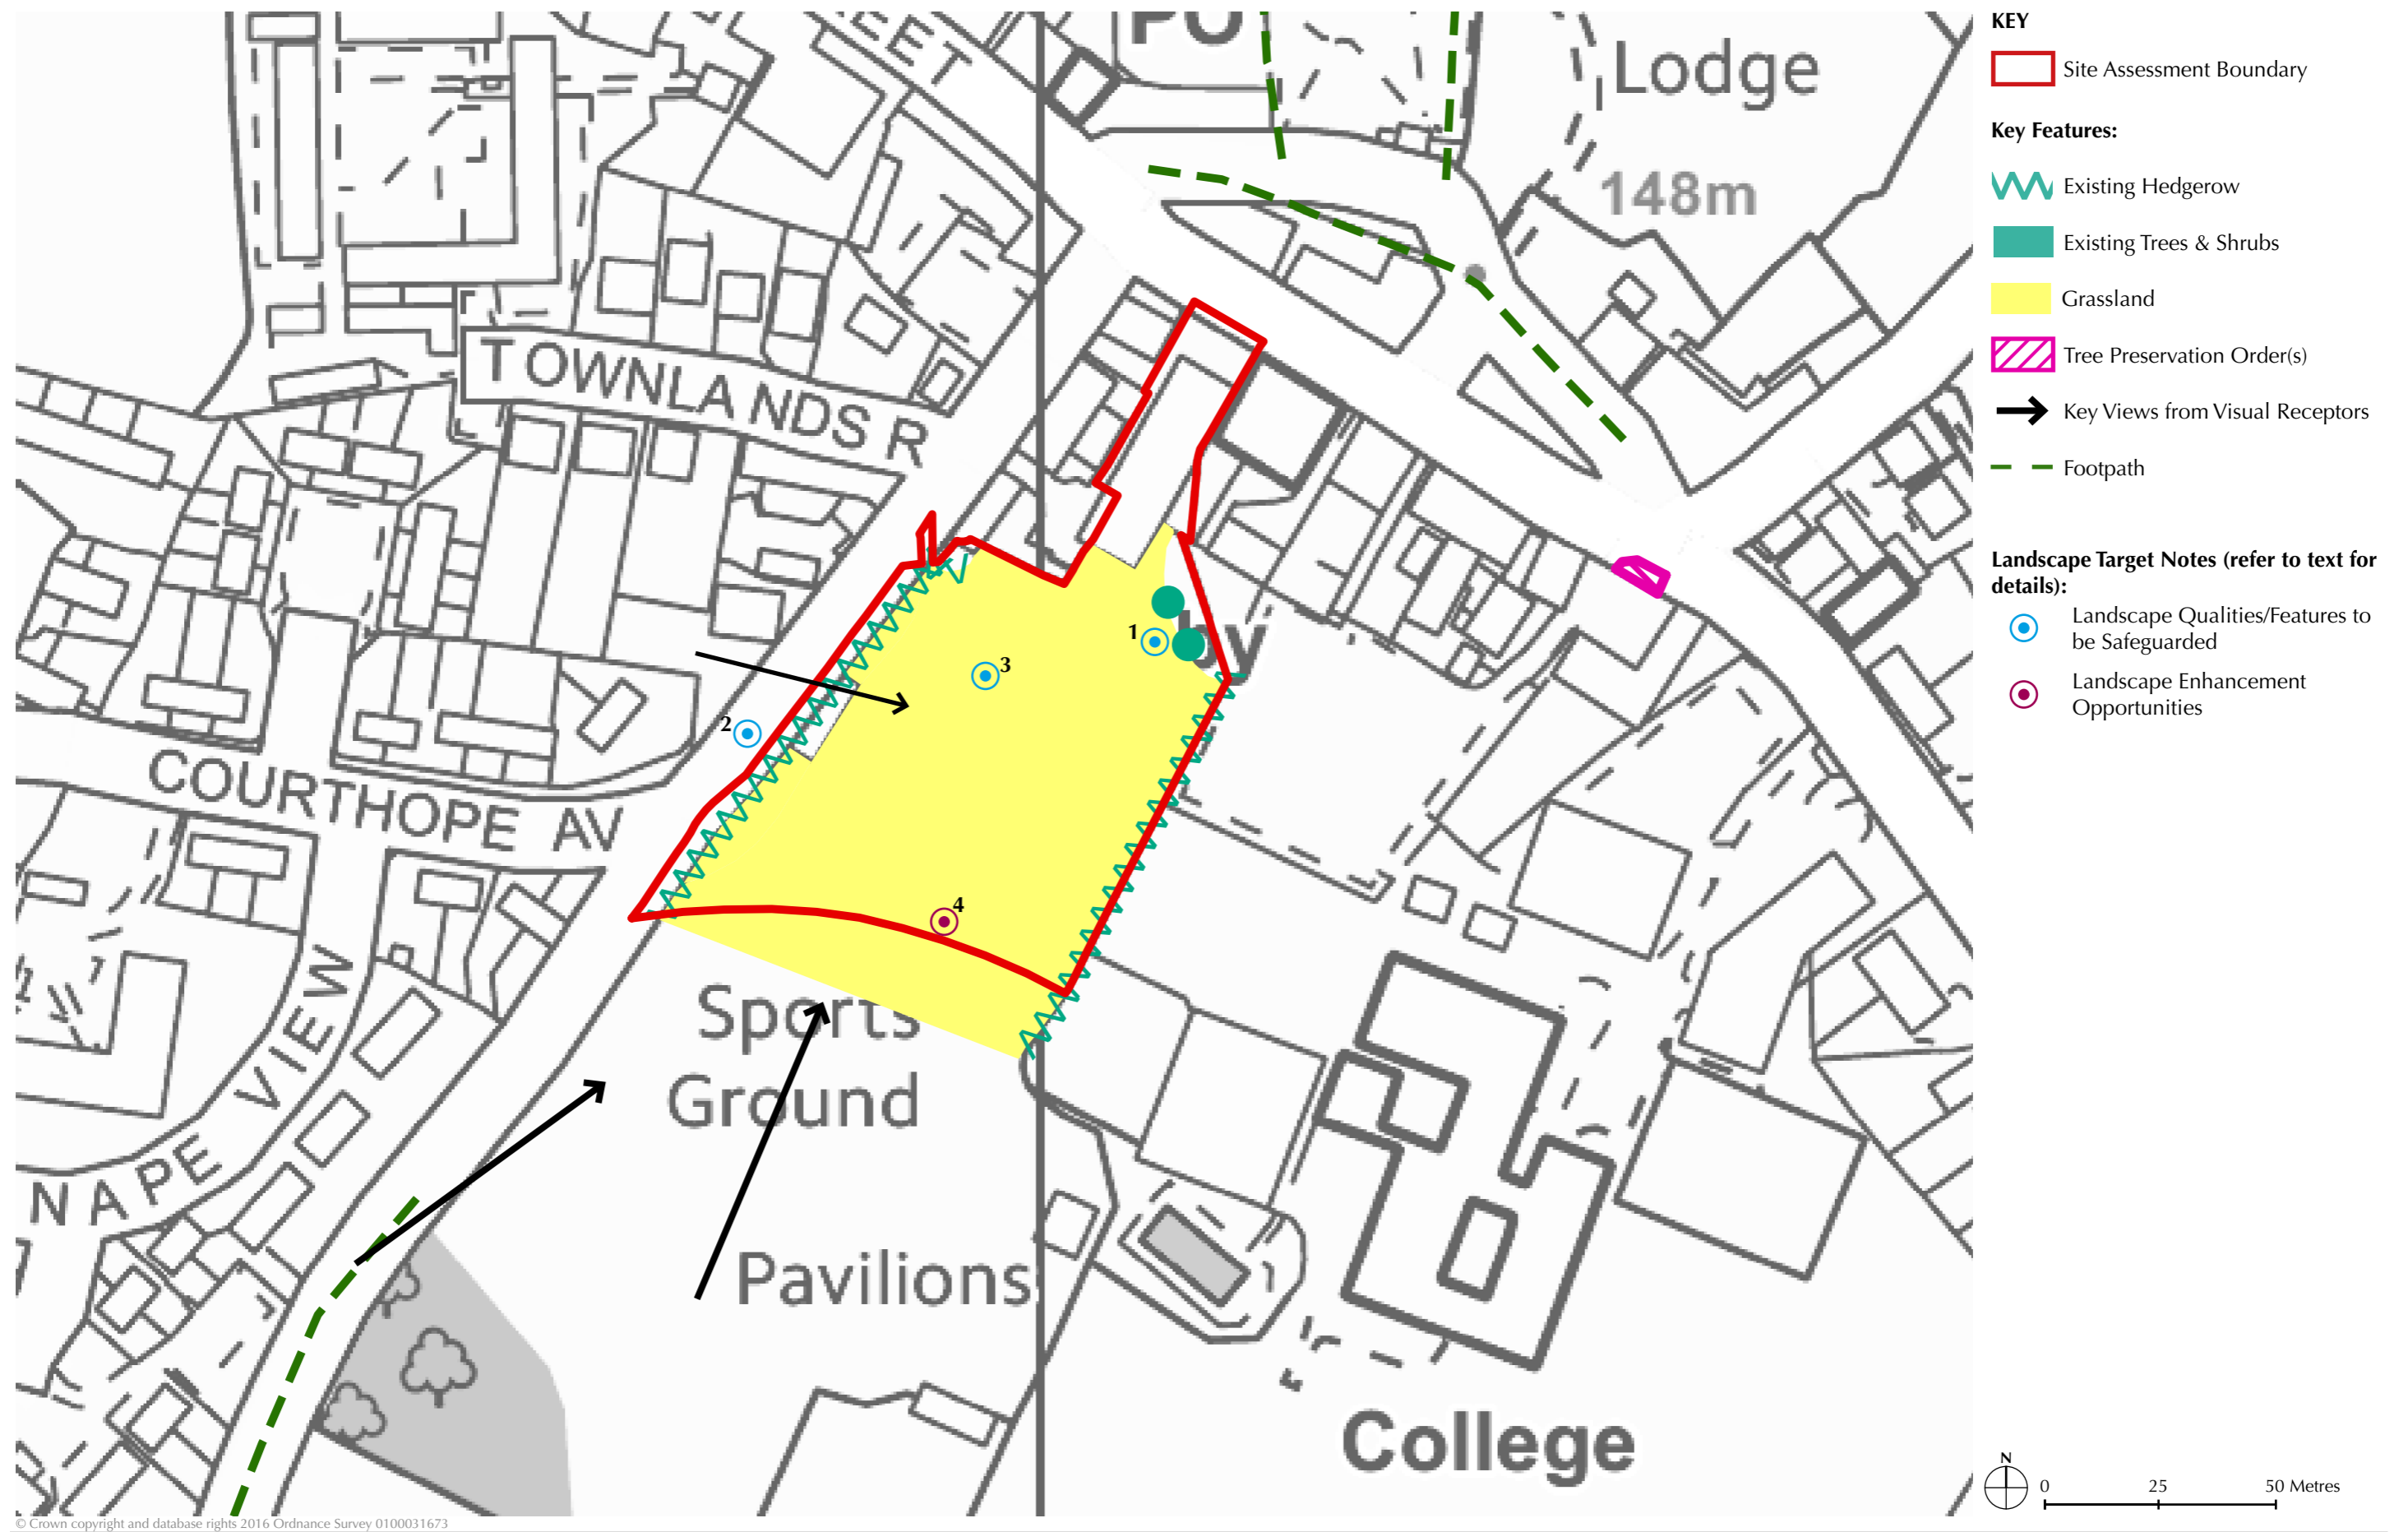 EET
PO
Lodge
148m
TOWNLANDS R
by
1
3
2
COURTHOPE AV
4
NAPE VIEW
Sports
Ground
Pavilions
College
© Crown copyright and database rights 2016 Ordnance Survey 0100031673
KEY
Site Assessment Boundary
Key Features:
Existing Hedgerow
Existing Trees & Shrubs
Grassland
Tree Preservation Order(s)
Key Views from Visual Receptors
Footpath
Landscape Target Notes (refer to text for
details):
Landscape Qualities/Features to
be Safeguarded
Landscape Enhancement
Opportunities
N
0 25 50 Metres